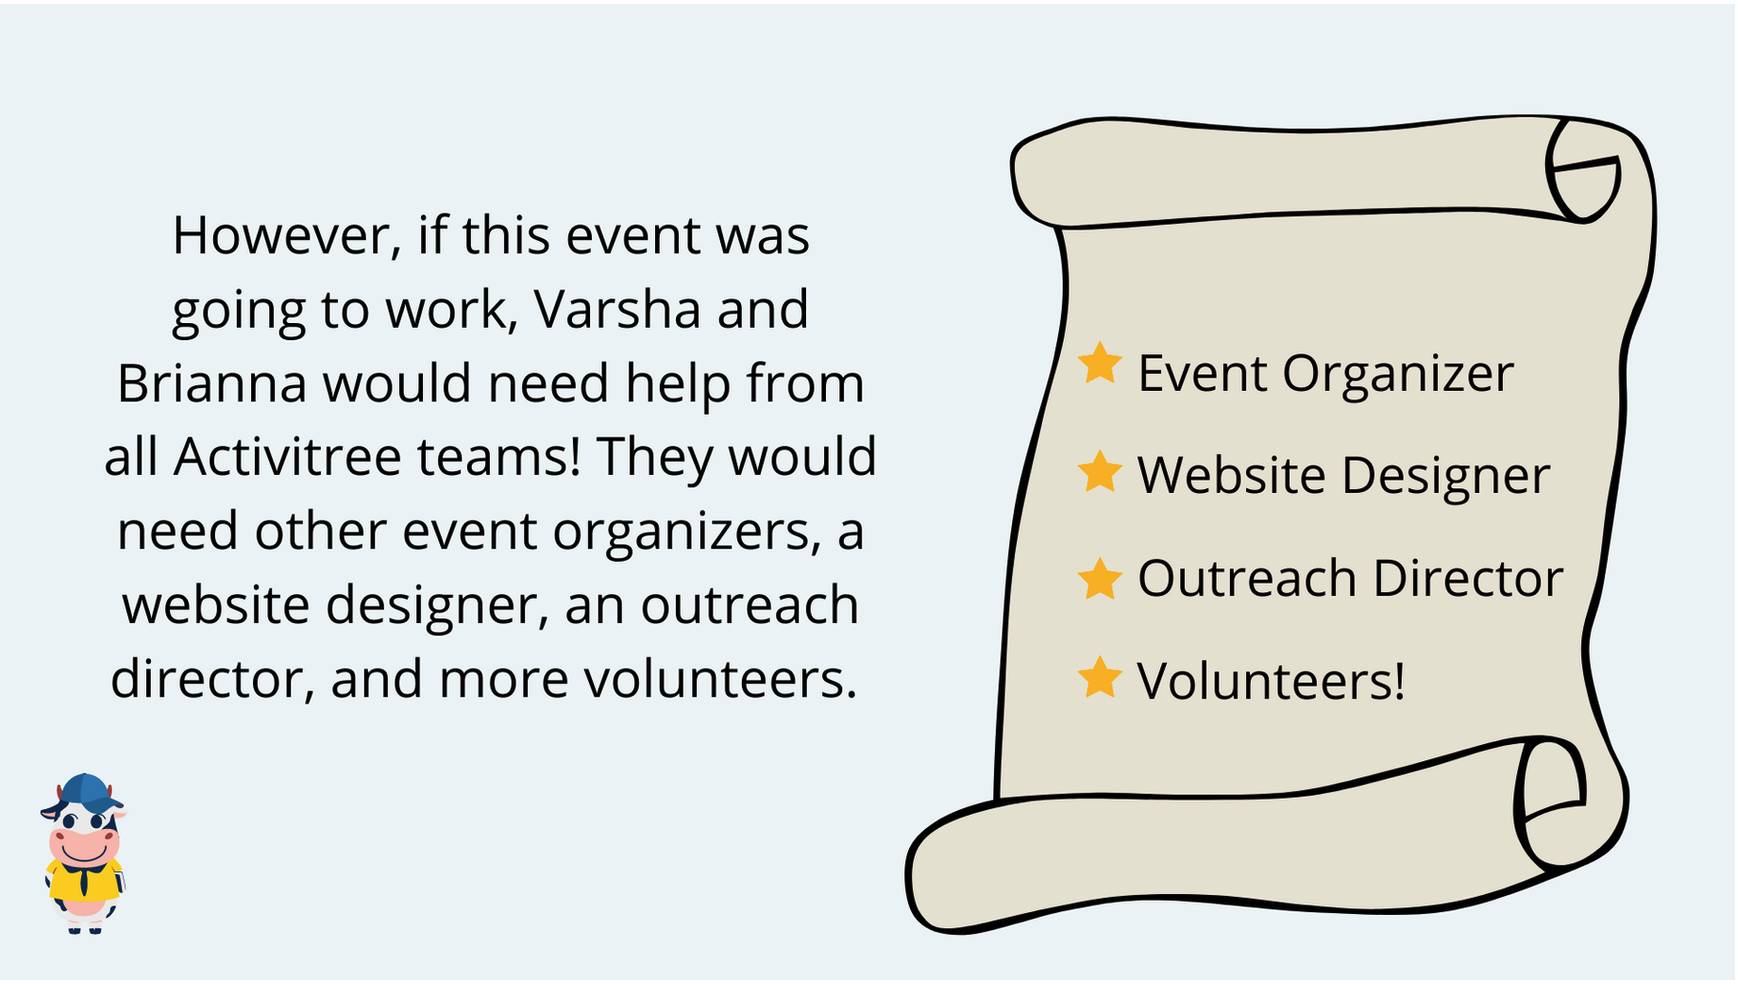 However, if this event was
going to work, Varsha and
Brianna would need help from
all Activitree teams! They would
need other event organizers, a
website designer, an outreach
director, and more volunteers.
Event Organizer
Website Designer
Outreach Director
Volunteers!